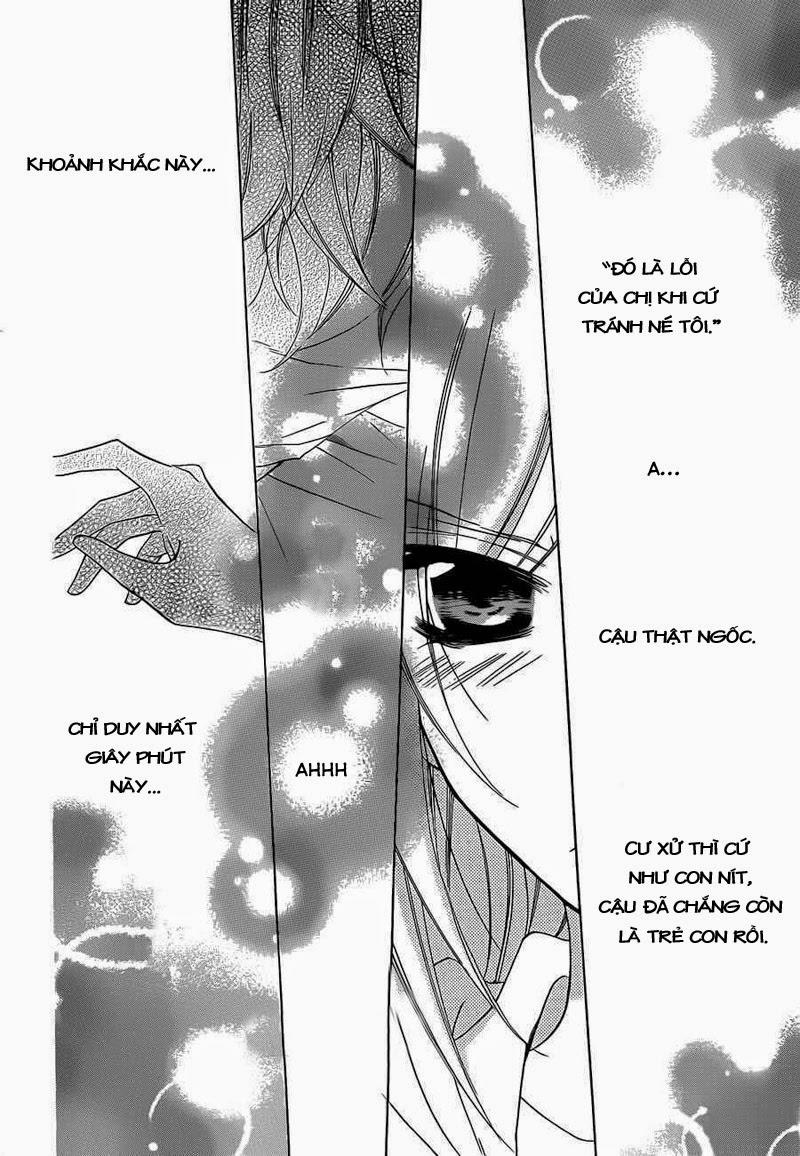 "ĐÓ LÀ LỖI
CỦA CHỊ KHI CỨ
TRÁNH NÉ TÔI."
A...
CẬU THẬT NGỐC.
CƯ XỬ THÌ CỨ
NHƯ CON NÍT,
CẬU ĐÃ CHẲNG CÒN
LÀ TRẺ CON RỒI.
AHHH
KHOẢNH KHẮC NÀY...
CHỈ DUY NHẤT
GIÂY PHÚT
NÀY...